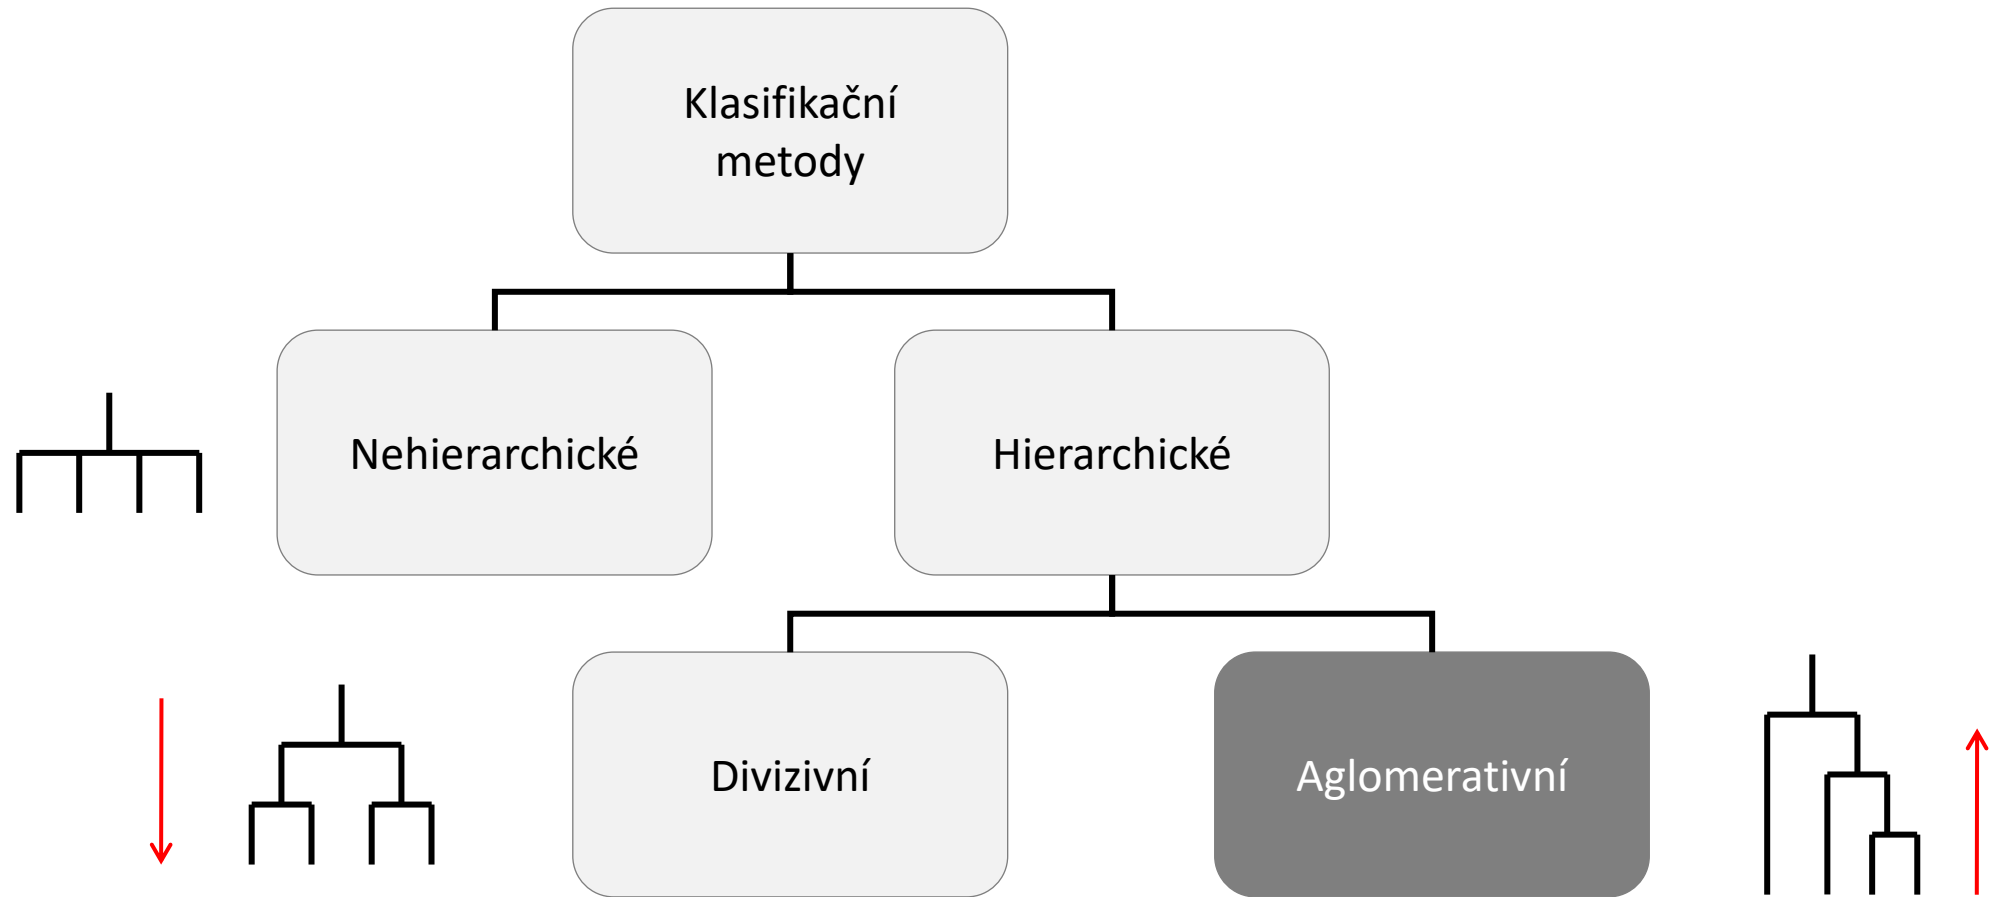 Klasifikační
metody
Nehierarchické
Hierarchické
Divizivní
Aglomerativní